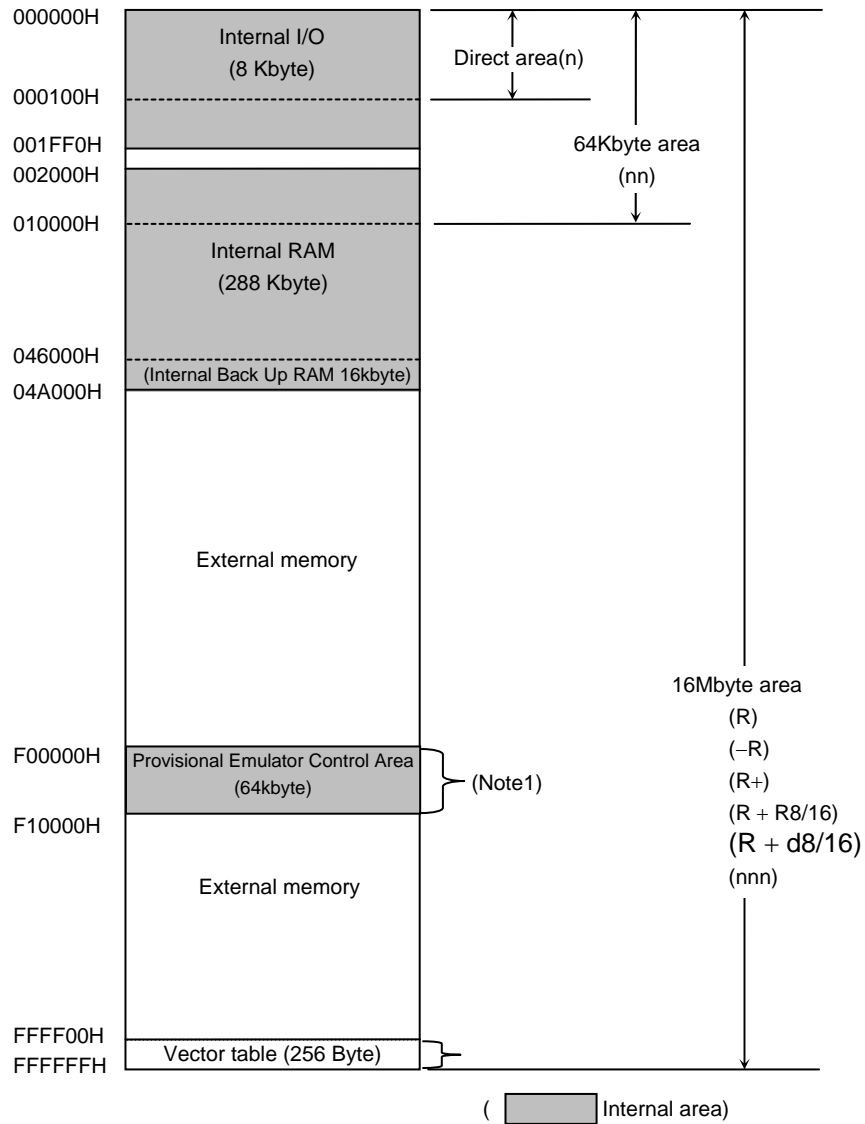 000000H
Internal I/O
(8 Kbyte)
Direct area(n)
000100H
001FF0H
64Kbyte area
(nn)
002000H
010000H
Internal RAM
(288 Kbyte)
046000H
(Internal Back Up RAM 16kbyte)
04A000H
External memory
16Mbyte area
(R)
(−R)
(R+)
(R + R8/16)
(R + d8/16)
(nnn)
F00000H
Provisional Emulator Control Area
(64kbyte)
(Note1)
F10000H
External memory
FFFF00H
Vector table (256 Byte)
FFFFFFH
( Internal area)